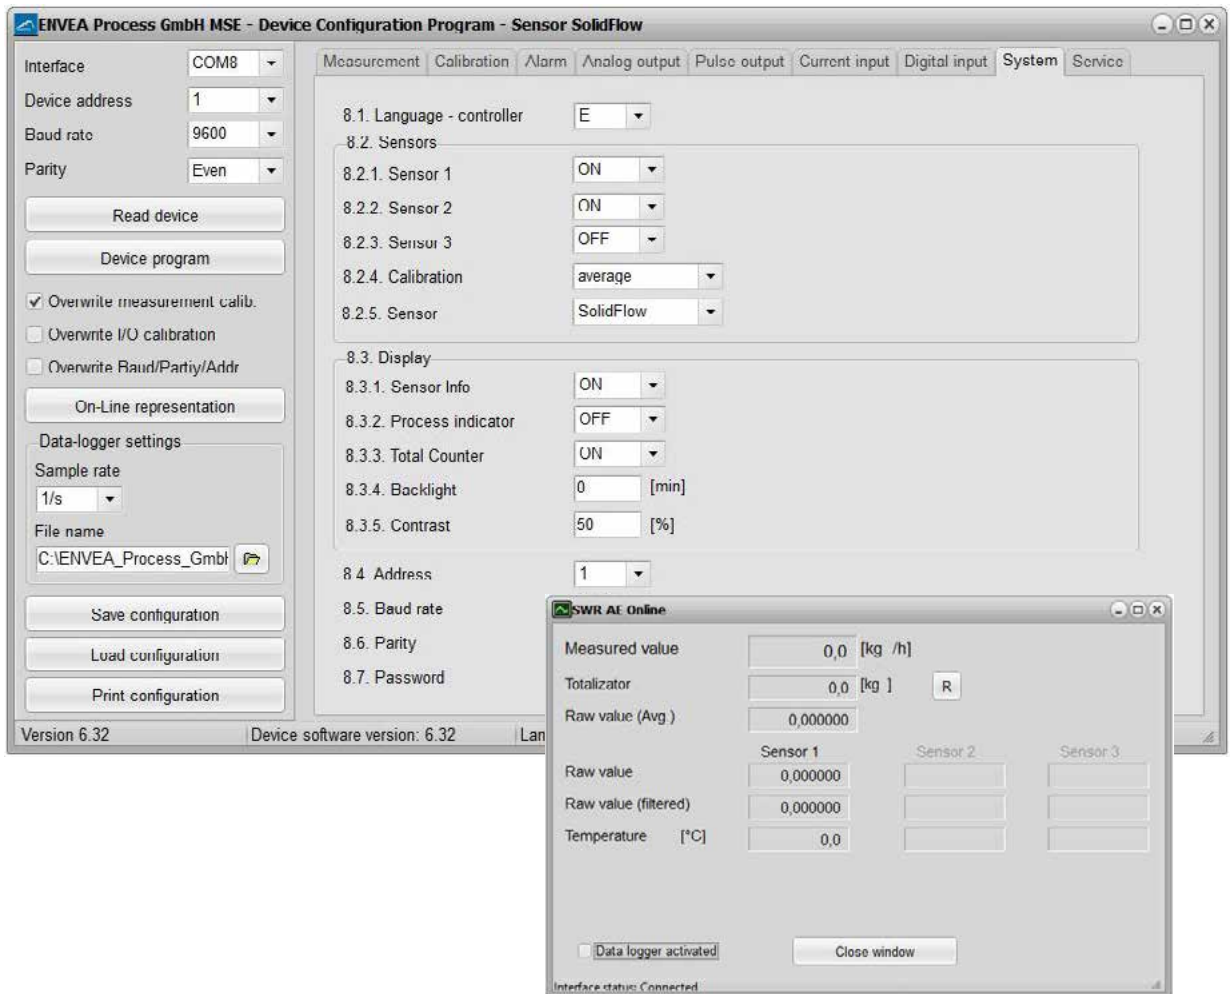 ENVEA Process GmbH MSE - Device Configuration Program - Sensor SolidFlow
Interface COM8
Device address 1
Baud rate 9600
Parity Even
Read device
Device program
Overwrite measurement calib.
Overwrite I/O calibration
Overwrite Baud/Partiy/Addr
On-Line representation
Data-logger settings
Sample rate
1/s
File name
C:\ENVEA_Process_Gmbl
Save configuration
Load configuration
Print configuration
Measurement Calibration Alarm Analog output Pulse output Current input Digital input System Service
8.1. Language - controller E
8.2. Sensors
8.2.1. Sensor 1 ON
8.2.2. Sensor 2 ON
8.2.3. Sensor 3 OFF
8.2.4. Calibration average
8.2.5. Sensor SolidFlow
8.3. Display
8.3.1. Sensor Info ON
8.3.2. Process indicator OFF
8.3.3. Total Counter ON
8.3.4. Backlight 0 [min]
8.3.5. Contrast 50 [%]
8.4 Address 1
8.5. Baud rate
8.6. Parity
8.7. Password
Version 6.32 Device software version: 6.32 Lan
SWR AE Online
Measured value 0,0 [kg /h]
Totalizator 0,0 [kg ] R
Raw value (Avg.) 0,000000
Sensor 1 Sensor 2 Sensor 3
Raw value 0,000000
Raw value (filtered) 0,000000
Temperature [°C] 0,0
Data logger activated Close window
Interface status: Connected